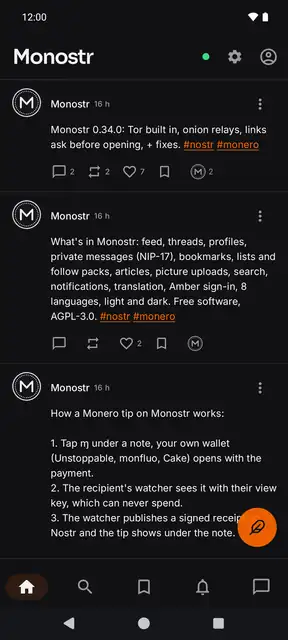 12:00
Monostr
Monostr 16 h
Monostr 0.34.0: Tor built in, onion relays, links
ask before opening, + fixes. #nostr #monero
2 2 7 2
Monostr 16 h
What's in Monostr: feed, threads, profiles,
private messages (NIP-17), bookmarks, lists and
follow packs, articles, picture uploads, search,
notifications, translation, Amber sign-in, 8
languages, light and dark. Free software,
AGPL-3.0. #nostr #monero
2
Monostr 16 h
How a Monero tip on Monostr works:
1. Tap ɱ under a note, your own wallet
(Unstoppable, monfluo, Cake) opens with the
payment.
2. The recipient's watcher sees it with their view
key, which can never spend.
3. The watcher publishes a signed
Nostr and the tip shows under the note.